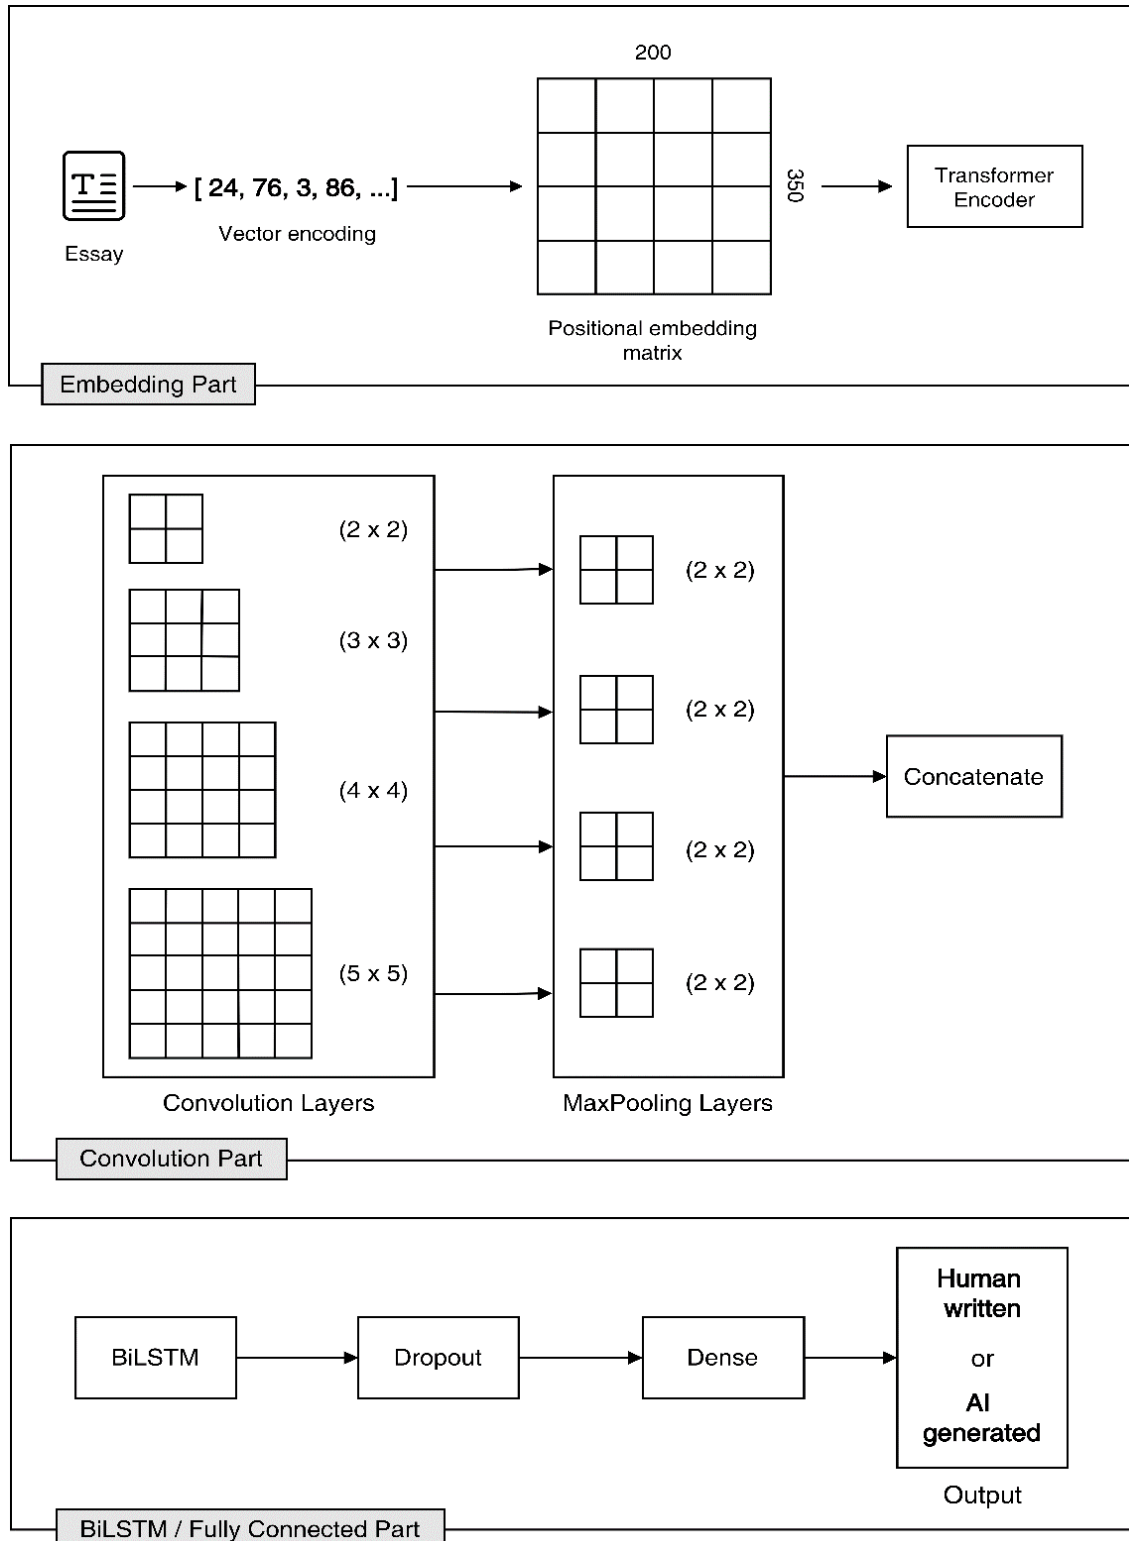 200
[ 24, 76, 3, 86, ...]
Vector encoding
Essay
350
Transformer
Encoder
Positional embedding
matrix
Embedding Part
(2 x 2)
(3 x 3)
(4 x 4)
(5 x 5)
Convolution Layers
(2 x 2)
(2 x 2)
(2 x 2)
(2 x 2)
MaxPooling Layers
Concatenate
Convolution Part
BiLSTM
Dropout
Dense
Human
written
or
AI
generated
Output
BiLSTM / Fully Connected Part